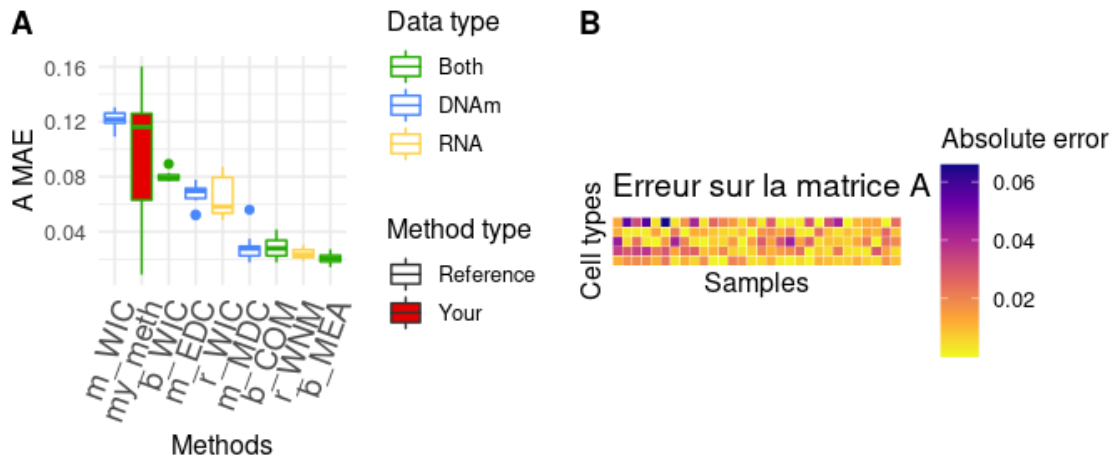 A
A MAE
0.16
0.12
0.08
0.04
m_WIC
my_meth
b_WIC
m_EDC
r_WIC
m_MDC
b_COM
r_WNM
b_MEA
Methods
Data type
Both
DNAm
RNA
Method type
Reference
Your
B
Erreur sur la matrice A
Cell types
Samples
Absolute error
0.06
0.04
0.02